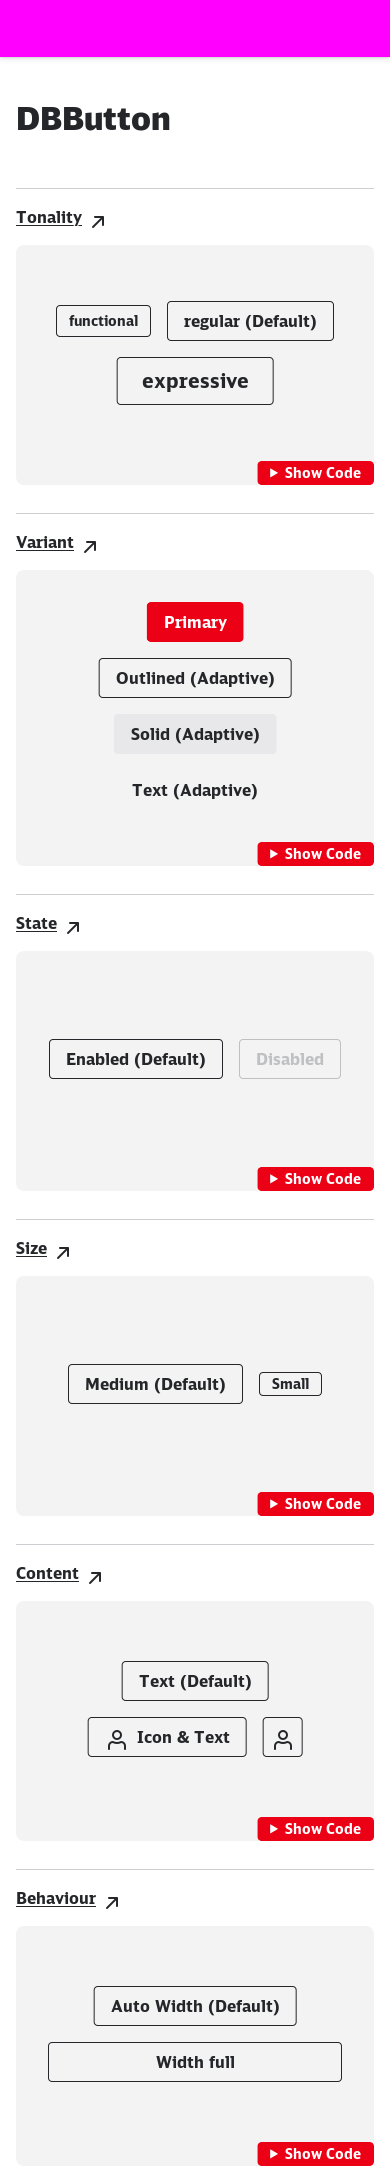 DBButton
Tonality
functional regular (Default)
expressive
Show Code
Variant
Primary
Outlined (Adaptive)
Solid (Adaptive)
Text (Adaptive)
Show Code
State
Enabled (Default) Disabled
Show Code
Size
Medium (Default) Small
Show Code
Content
Text (Default)
Icon & Text
Show Code
Behaviour
Auto Width (Default)
Width full
Show Code